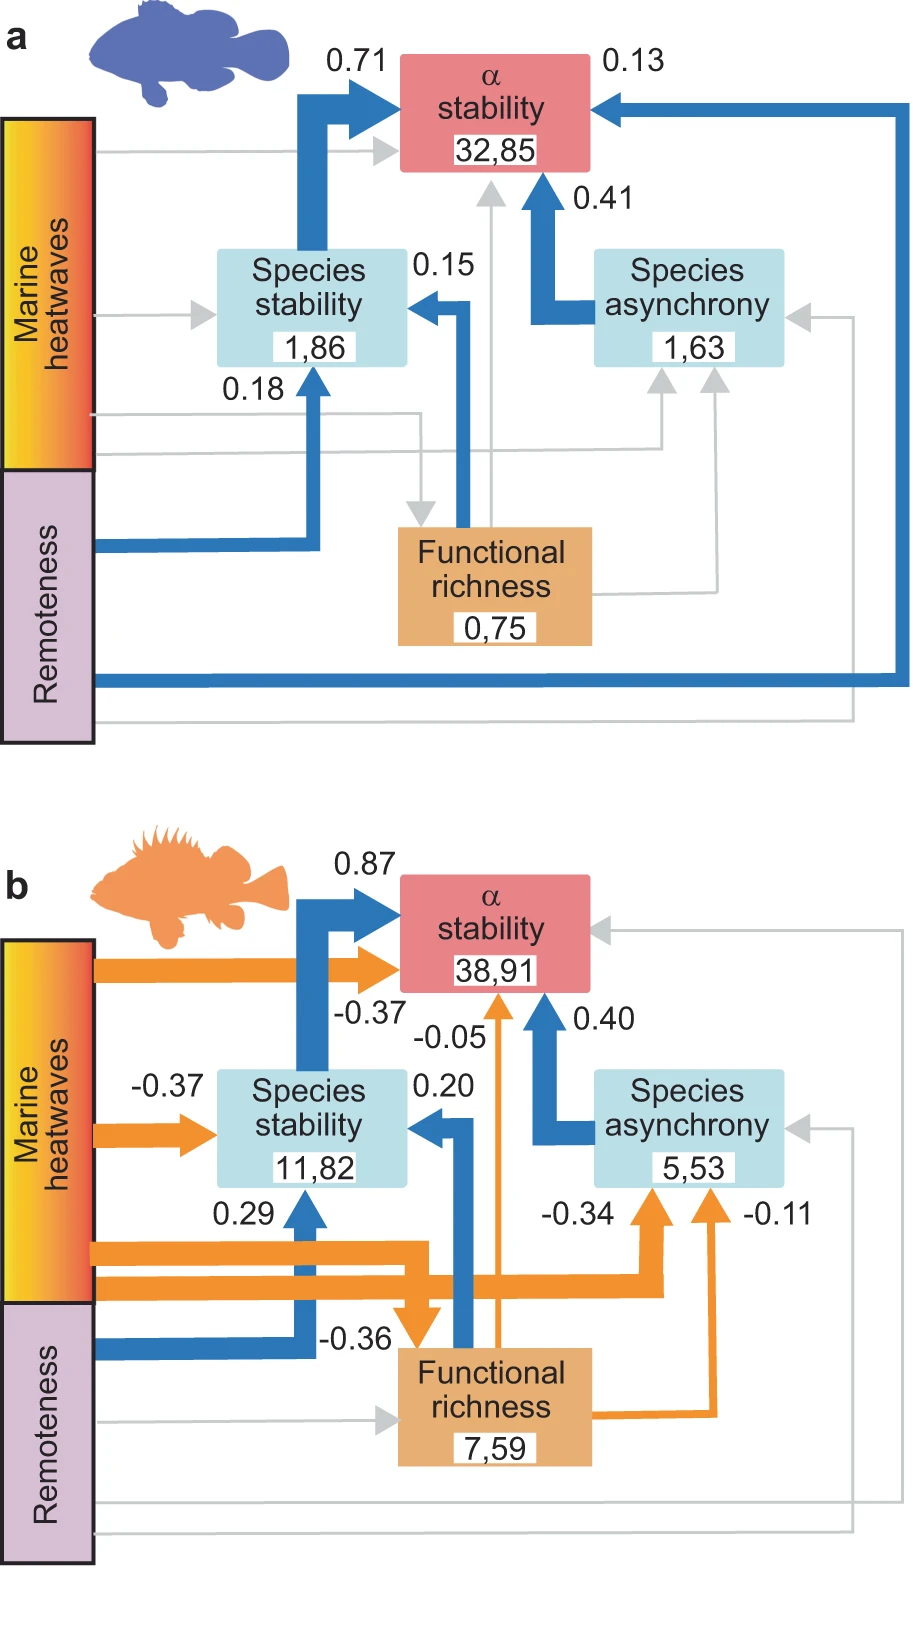 a
0.71
0.13
α
stability
32,85
0.41
Marine
heatwaves
Species
stability
1,86
0.15
Species
asynchrony
1,63
0.18
Remoteness
Functional
richness
0,75
b
0.87
α
stability
38,91
-0.37
-0.05
0.40
Marine
heatwaves
-0.37
Species
stability
11,82
0.20
Species
asynchrony
5,53
0.29
-0.34
-0.11
-0.36
Remoteness
Functional
richness
7,59